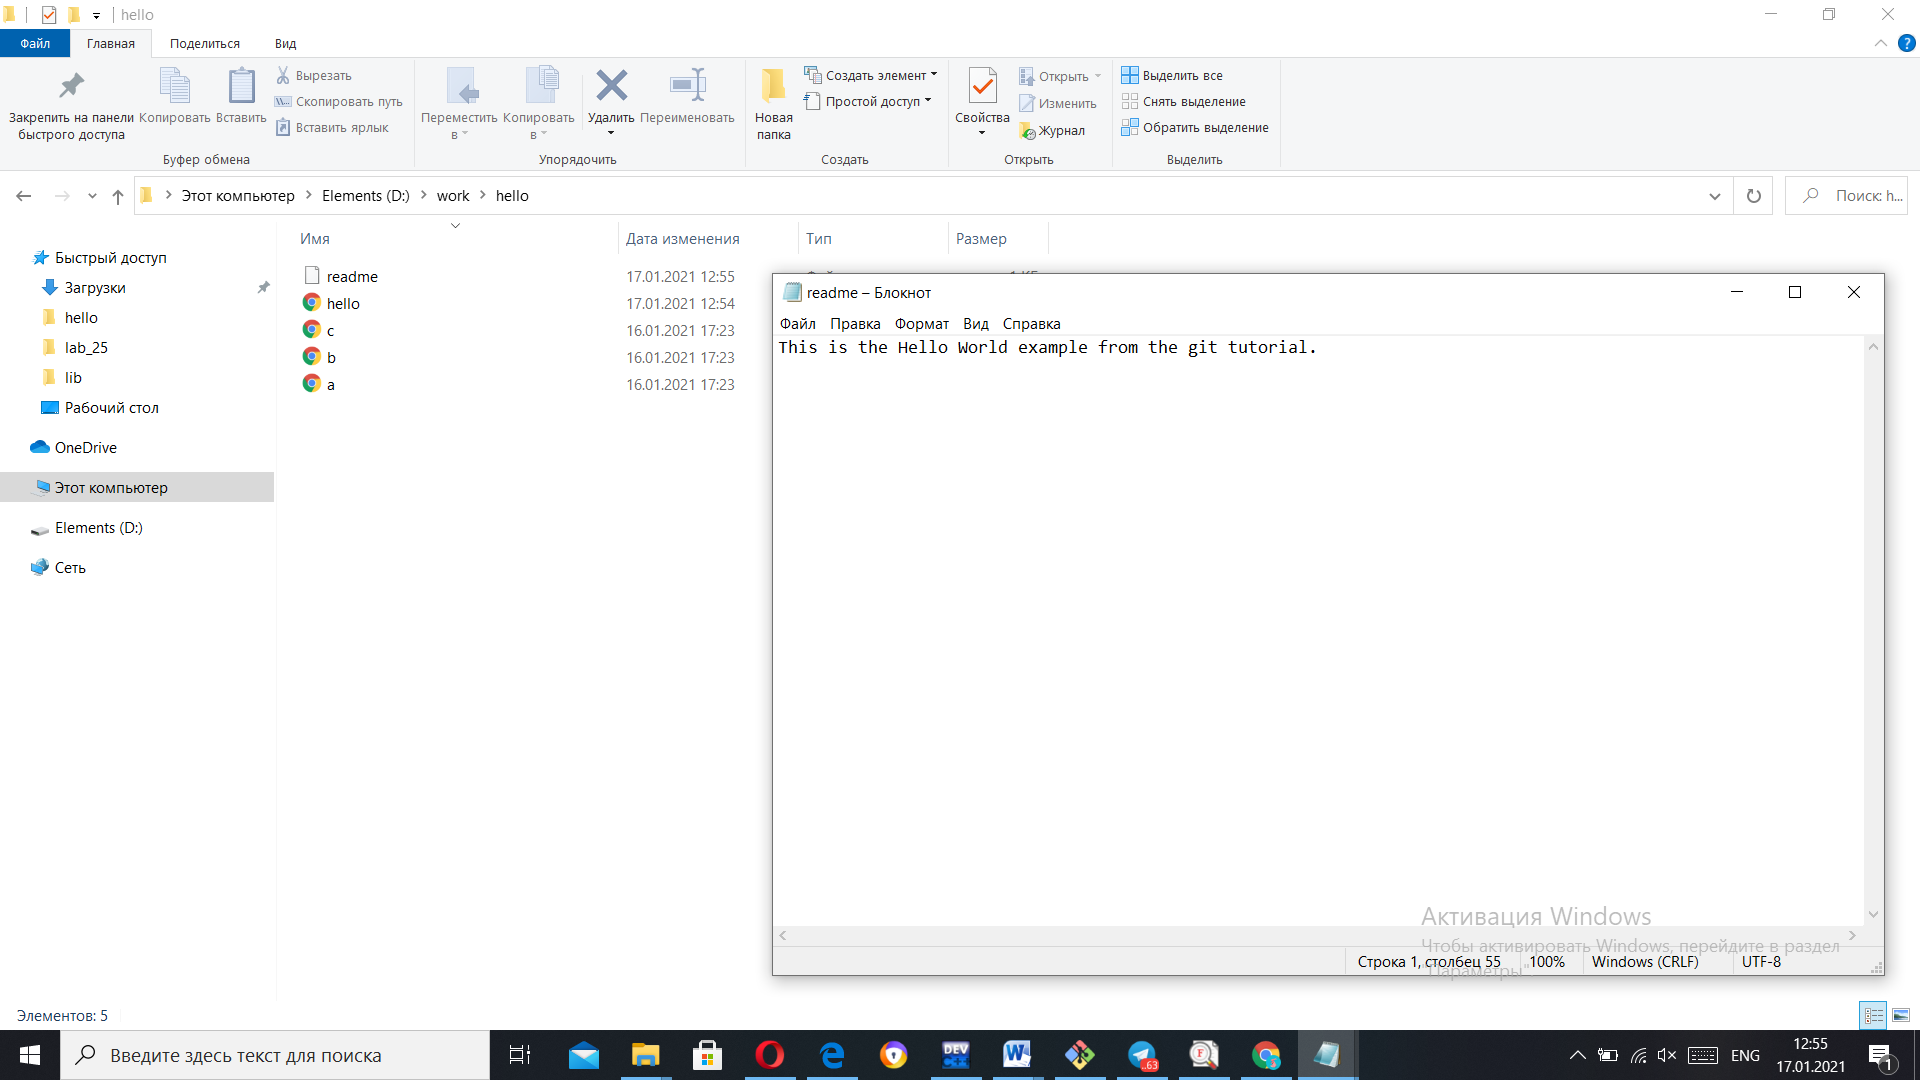 hello
Файл Главная Поделиться Вид
Закрепить на панели быстрого доступа
Копировать
Вставить
Вырезать
Скопировать путь
Вставить ярлык
Буфер обмена
Переместить в
Копировать в
Удалить
Переименовать
Упорядочить
Новая папка
Создать элемент
Простой доступ
Создать
Свойства
Открыть
Изменить
Журнал
Открыть
Выделить все
Снять выделение
Обратить выделение
Выделить
Этот компьютер Elements (D:) work hello
Поиск: h...
Быстрый доступ
Загрузки
hello
lab_25
lib
Рабочий стол
OneDrive
Этот компьютер
Elements (D:)
Сеть
Имя Дата изменения Тип Размер
readme 17.01.2021 12:55
hello 17.01.2021 12:54
c 16.01.2021 17:23
b 16.01.2021 17:23
a 16.01.2021 17:23
readme – Блокнот
Файл Правка Формат Вид Справка
This is the Hello World example from the git tutorial.
Активация Windows
Чтобы активировать Windows, перейдите в раздел
"Параметры".
Строка 1, столбец 55 100% Windows (CRLF) UTF-8
Элементов: 5
Введите здесь текст для поиска
DEV C++
W
..63
F
S
ENG
12:55
17.01.2021
1